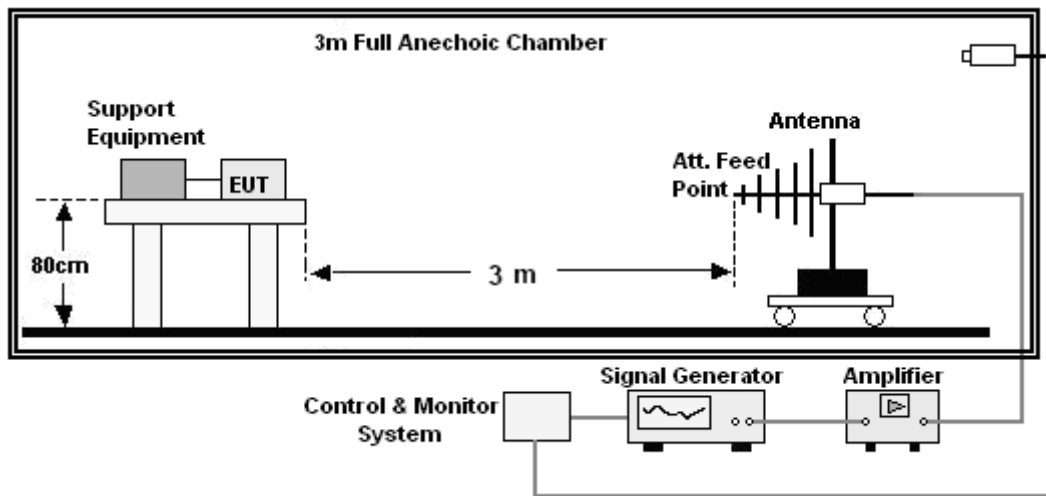 3m Full Anechoic Chamber
Support
Equipment
EUT
Antenna
Att. Feed
Point
80cm
3 m
Signal Generator
Amplifier
Control & Monitor
System